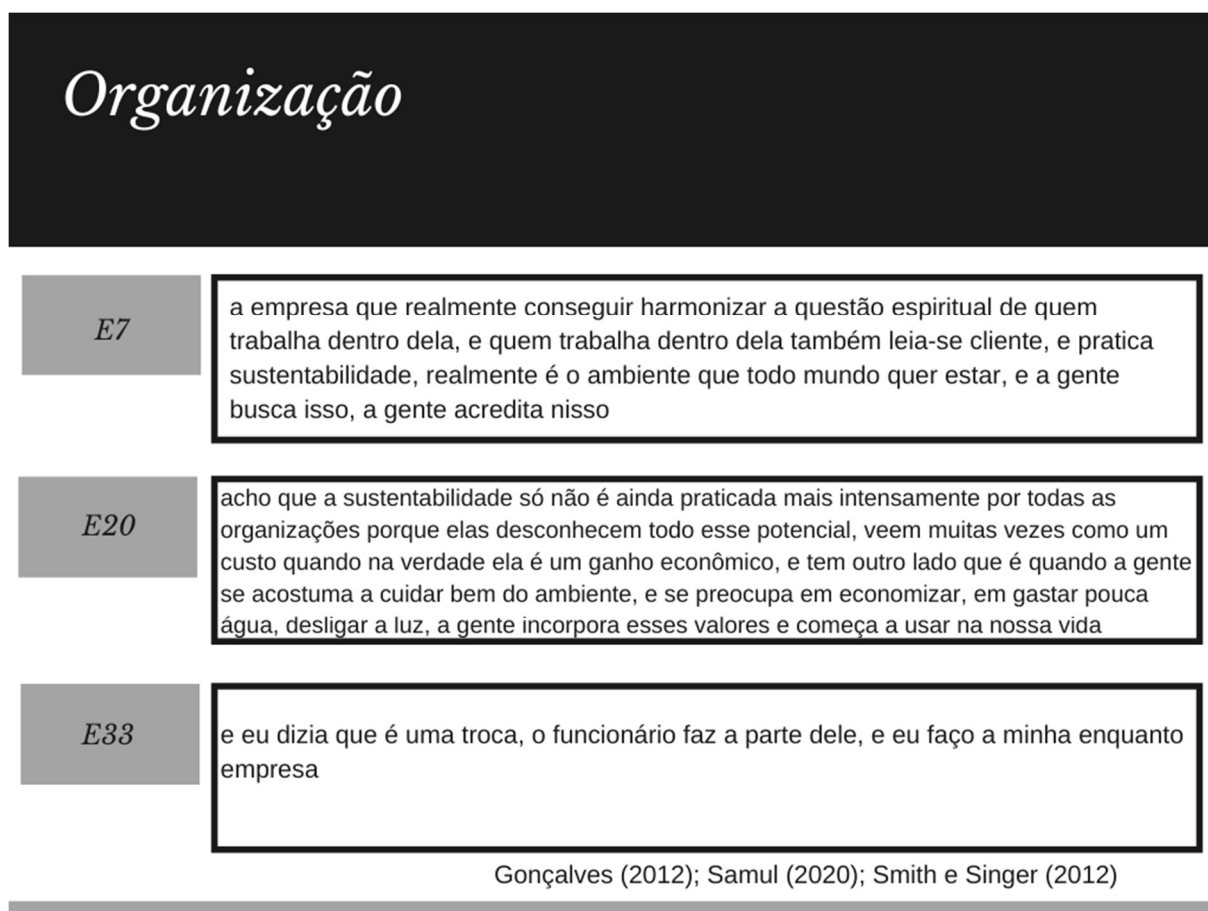 Organização
E7
a empresa que realmente conseguir harmonizar a questão espiritual de quem
trabalha dentro dela, e quem trabalha dentro dela também leia-se cliente, e pratica
sustentabilidade, realmente é o ambiente que todo mundo quer estar, e a gente
busca isso, a gente acredita nisso
E20
acho que a sustentabilidade só não é ainda praticada mais intensamente por todas as
organizações porque elas desconhecem todo esse potencial, veem muitas vezes como um
custo quando na verdade ela é um ganho econômico, e tem outro lado que é quando a gente
se acostuma a cuidar bem do ambiente, e se preocupa em economizar, em gastar pouca
água, desligar a luz, a gente incorpora esses valores e começa a usar na nossa vida
E33
e eu dizia que é uma troca, o funcionário faz a parte dele, e eu faço a minha enquanto
empresa
Gonçalves (2012); Samul (2020); Smith e Singer (2012)